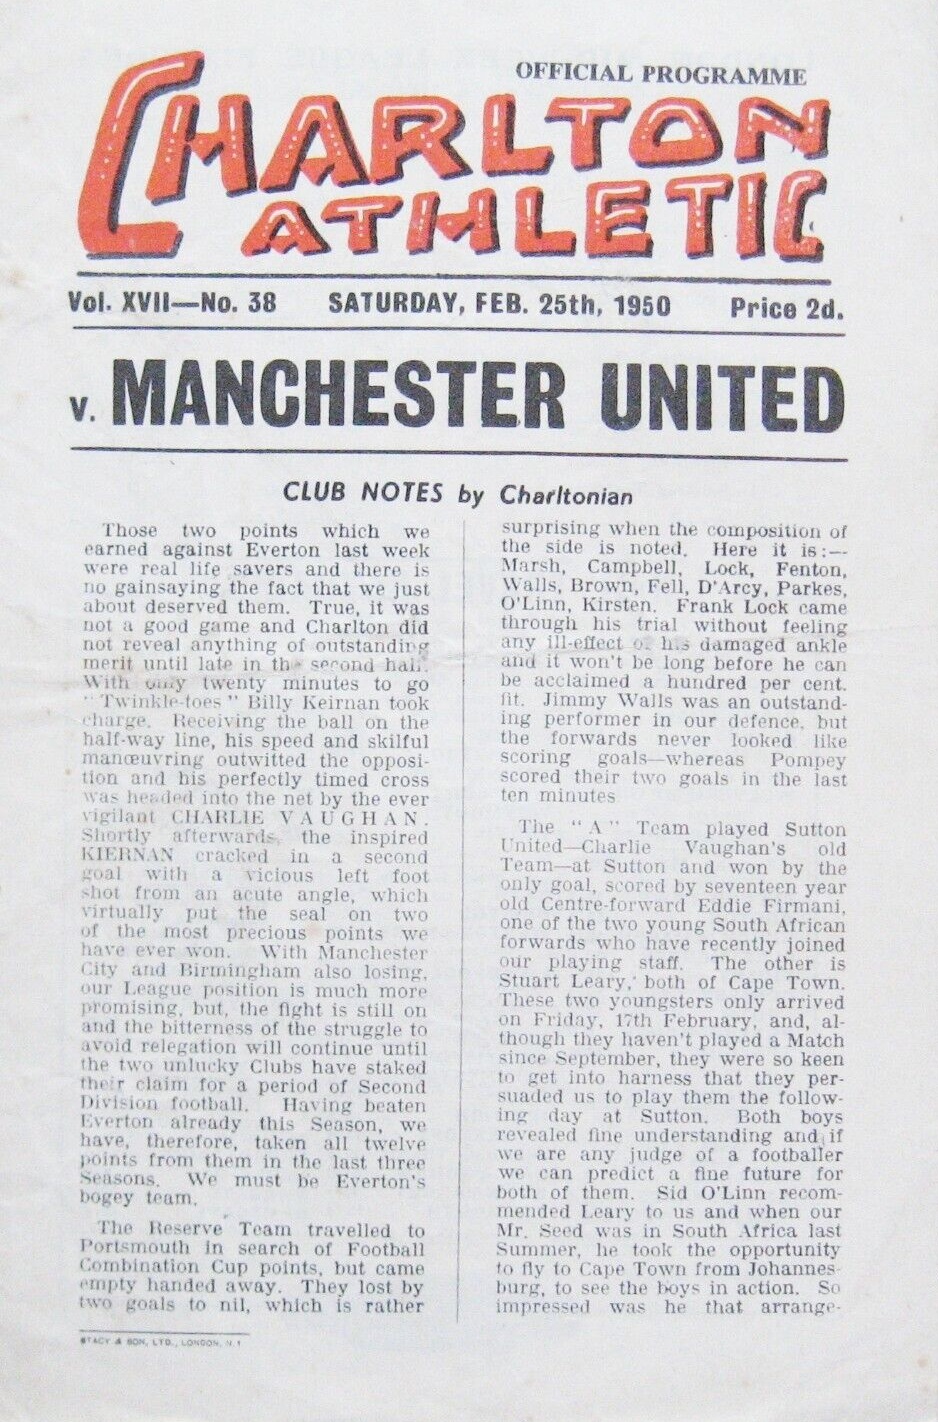 OFFICIAL PROGRAMME
CHARLTON
ATHLETIC
Vol. XVII—No. 38 SATURDAY, FEB. 25th, 1950 Price 2d.
v. MANCHESTER UNITED
CLUB NOTES by Charltonian
Those two points which we
earned against Everton last week
were real life savers and there is
no gainsaying the fact that we just
about deserved them. True, it was
not a good game and Charlton did
not reveal anything of outstanding
merit until late in the second half.
With only twenty minutes to go
"Twinkle-toes" Billy Keirnan took
charge. Receiving the ball on the
half-way line, his speed and skilful
manœuvring outwitted the opposi-
tion and his perfectly timed cross
was headed into the net by the ever
vigilant CHARLIE VAUGHAN.
Shortly afterwards, the inspired
KIERNAN cracked in a second
goal with a vicious left foot
shot from an acute angle, which
virtually put the seal on two
of the most precious points we
have ever won. With Manchester
City and Birmingham also losing,
our League position is much more
promising, but, the fight is still on
and the bitterness of the struggle to
avoid relegation will continue until
the two unlucky Clubs have staked
their claim for a period of Second
Division football. Having beaten
Everton already this Season, we
have, therefore, taken all twelve
points from them in the last three
Seasons. We must be Everton's
bogey team.
The Reserve Team travelled to
Portsmouth in search of Football
Combination Cup points, but came
empty handed away. They lost by
two goals to nil, which is rather
STACY & SON, LTD., LONDON, N.1
surprising when the composition of
the side is noted. Here it is:—
Marsh, Campbell, Lock, Fenton,
Walls, Brown, Fell, D'Arcy, Parkes,
O'Linn, Kirsten. Frank Lock came
through his trial without feeling
any ill-effect of his damaged ankle
and it won't be long before he can
be acclaimed a hundred per cent.
fit. Jimmy Walls was an outstand-
ing performer in our defence, but
the forwards never looked like
scoring goals—whereas Pompey
scored their two goals in the last
ten minutes
The "A" Team played Sutton
United—Charlie Vaughan's old
Team—at Sutton and won by the
only goal, scored by seventeen year
old Centre-forward Eddie Firmani,
one of the two young South African
forwards who have recently joined
our playing staff. The other is
Stuart Leary, both of Cape Town.
These two youngsters only arrived
on Friday, 17th February, and, al-
though they haven't played a Match
since September, they were so keen
to get into harness that they per-
suaded us to play them the follow-
ing day at Sutton. Both boys
revealed fine understanding and, if
we are any judge of a footballer
we can predict a fine future for
both of them. Sid O'Linn recom-
mended Leary to us and when our
Mr. Seed was in South Africa last
Summer, he took the opportunity
to fly to Cape Town from Johannes-
burg, to see the boys in action. So
impressed was he that arrange-